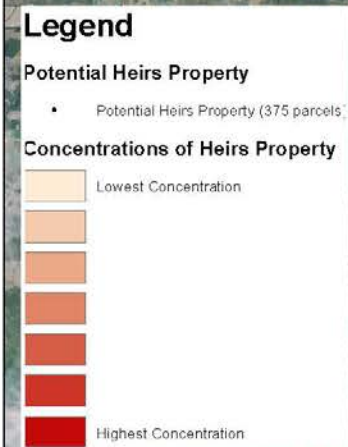 Legend
Potential Heirs Property
• Potential Heirs Property (375 parcels)
Concentrations of Heirs Property
Lowest Concentration
Highest Concentration